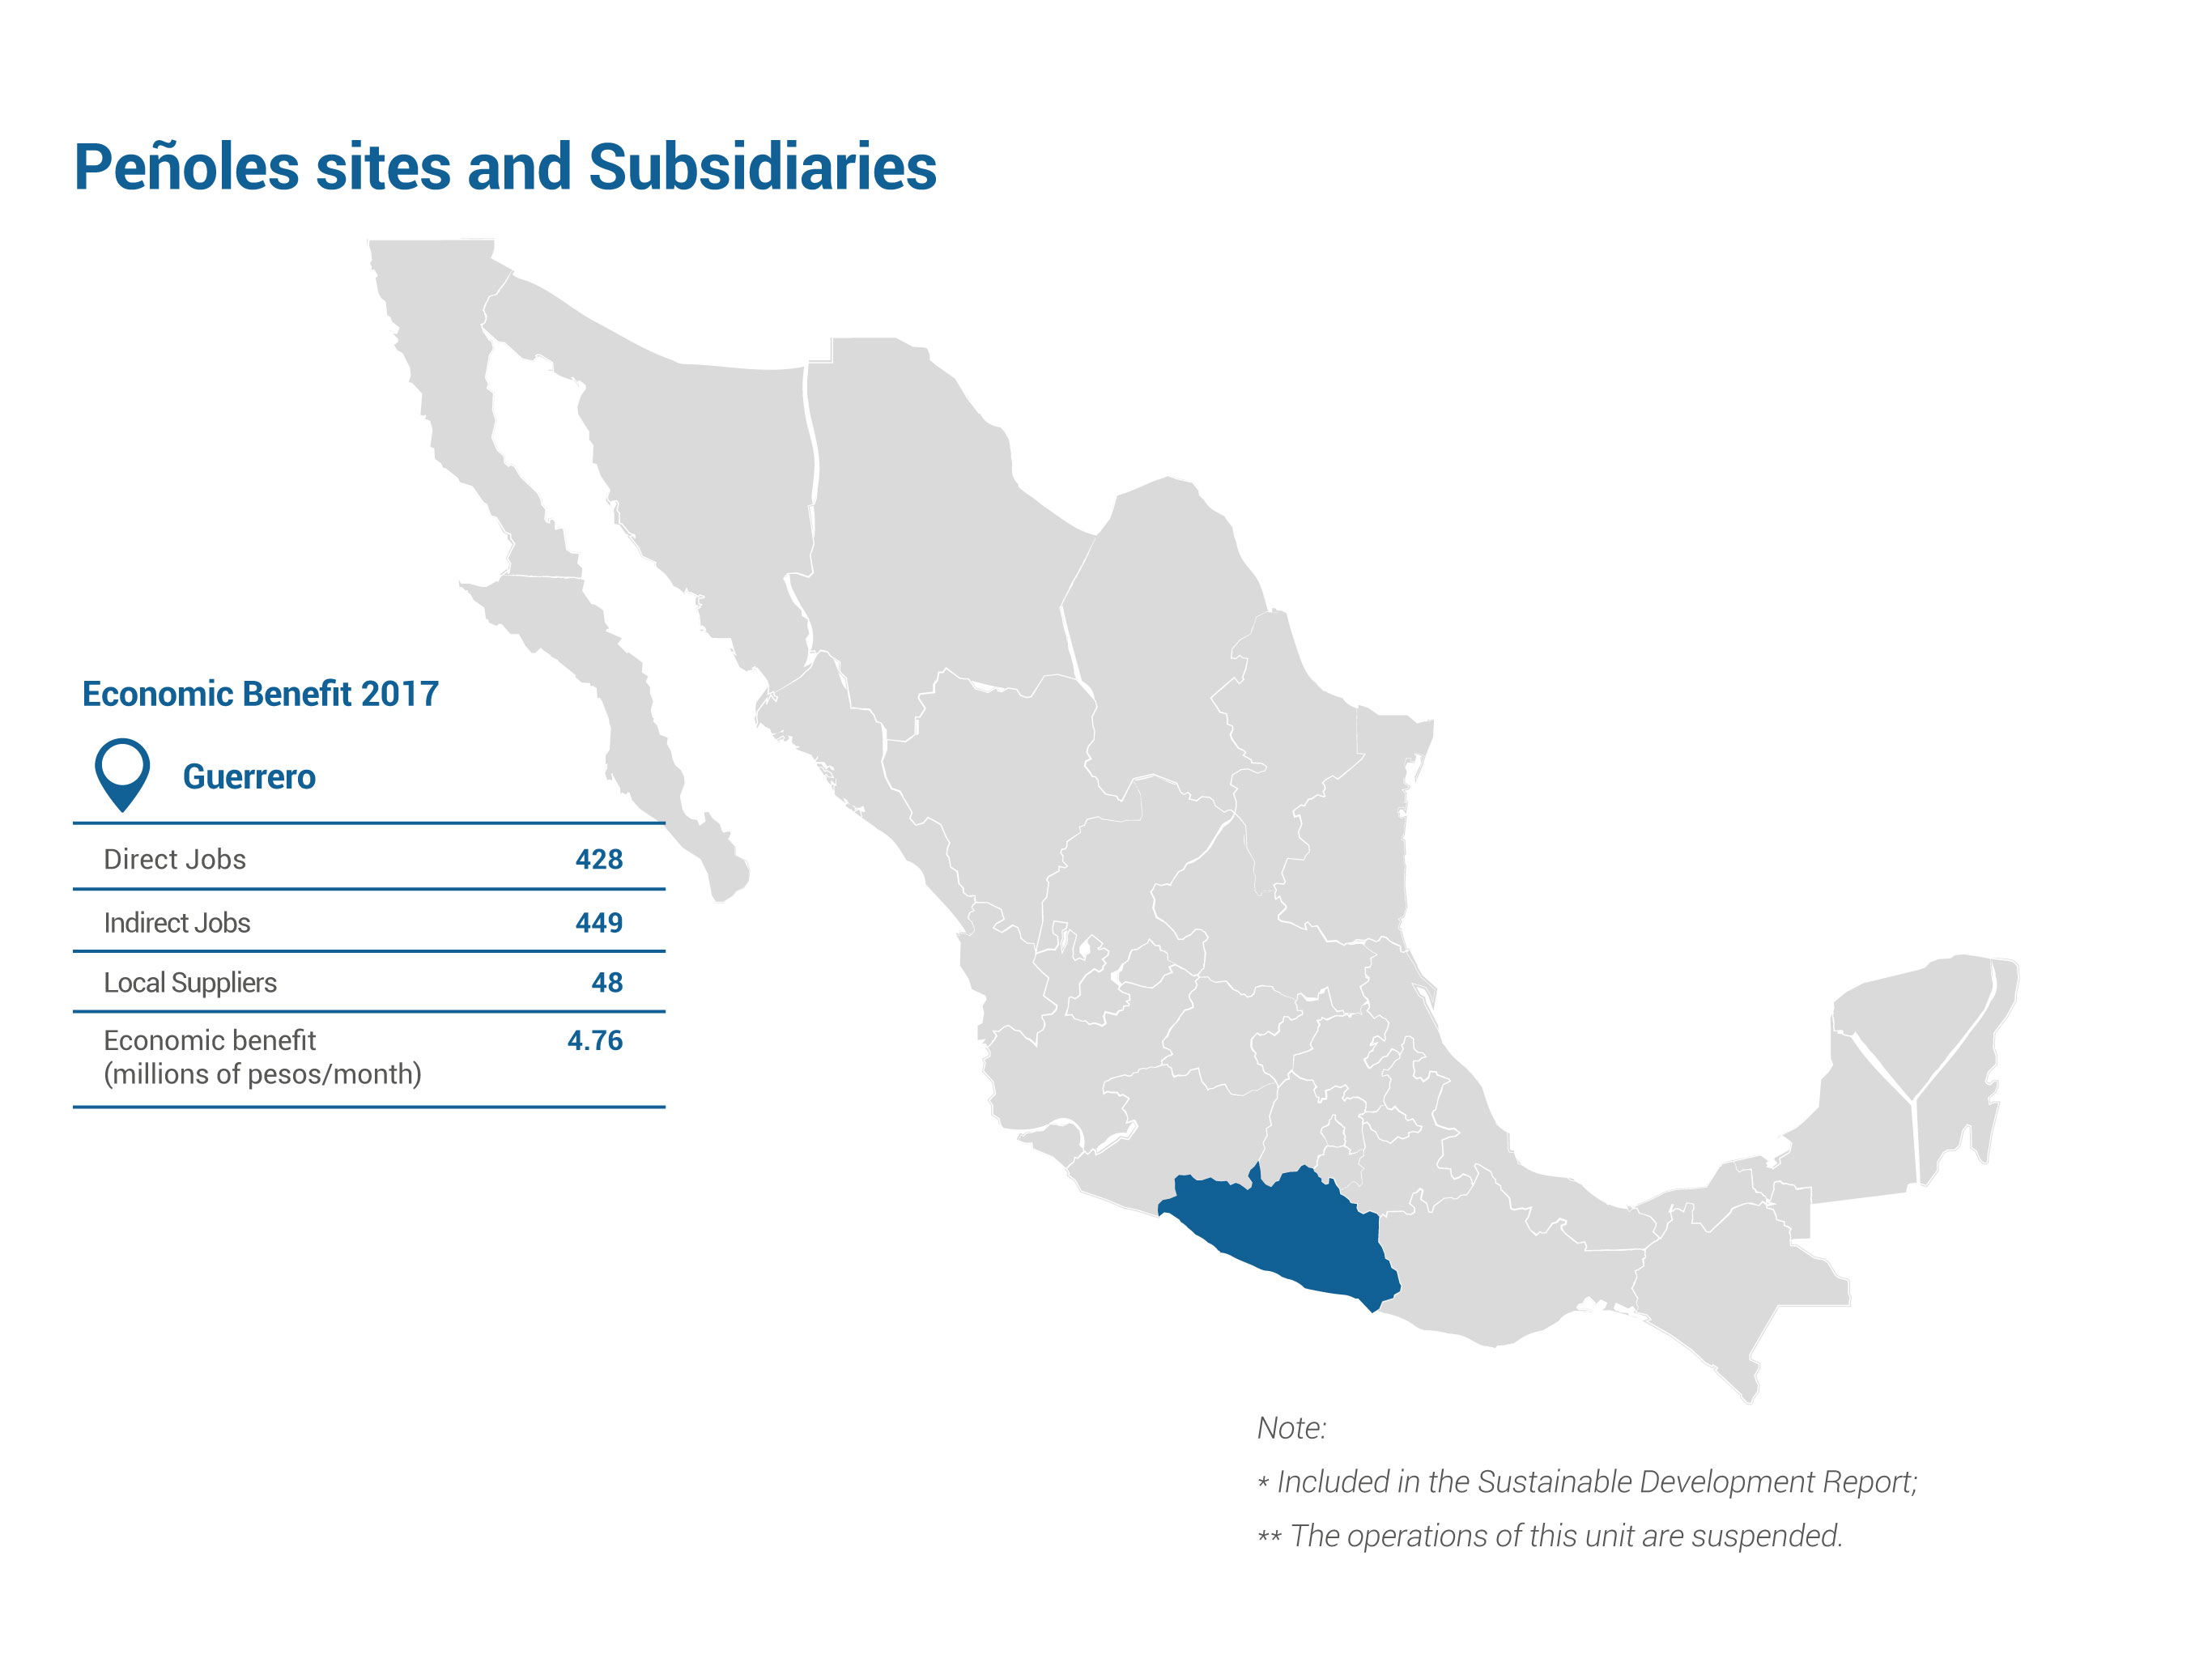 Peñoles sites and Subsidiaries
Economic Benefit 2017
Guerrero
Direct Jobs 428
Indirect Jobs 449
Local Suppliers 48
Economic benefit 4.76
(millions of pesos/month)
Note:
* Included in the Sustainable Development Report;
** The operations of this unit are suspended.